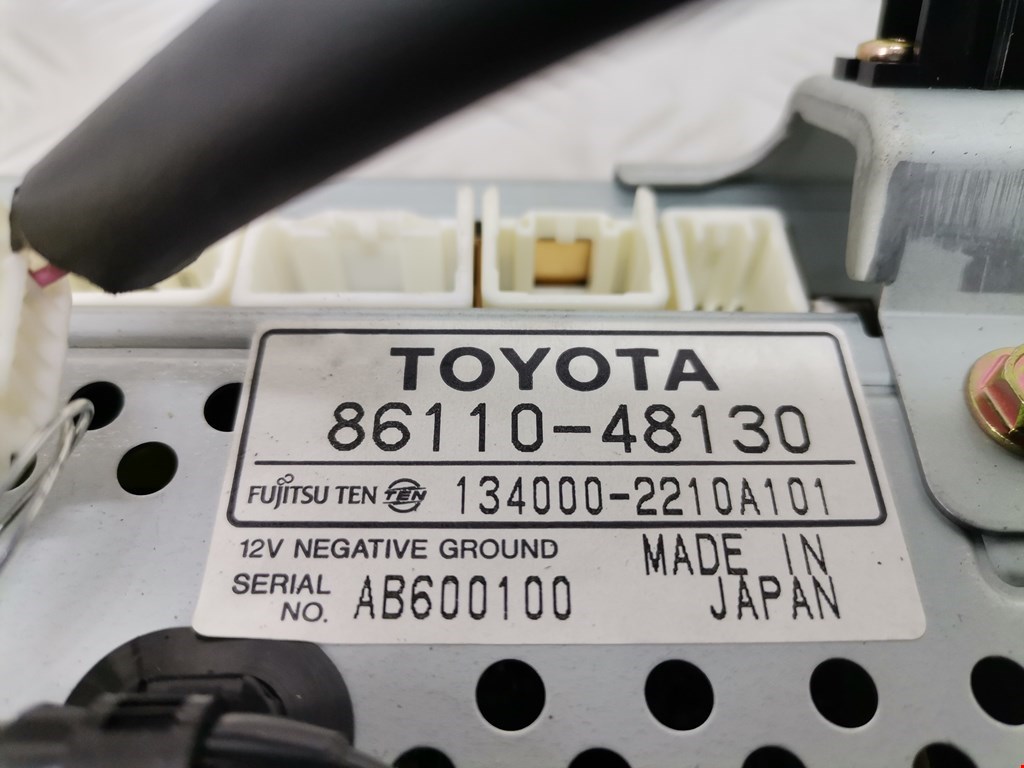 TOYOTA
86110-48130
FUJITSU TEN TEN 134000-2210A101
12V NEGATIVE GROUND
SERIAL NO. AB600100
MADE IN JAPAN